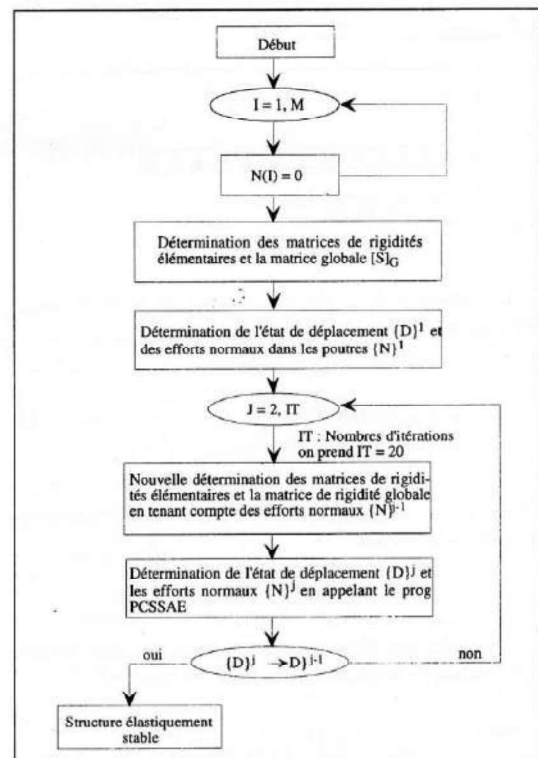 Début
I = 1, M
N(I) = 0
Détermination des matrices de rigidités
élémentaires et la matrice globale [S]G
Détermination de l'état de déplacement {D}¹ et
des efforts normaux dans les poutres {N}¹
J = 2, IT
IT : Nombres d'itérations
on prend IT = 20
Nouvelle détermination des matrices de rigidi-
tés élémentaires et la matrice de rigidité globale
en tenant compte des efforts normaux {N}ʲ⁻¹
Détermination de l'état de déplacement {D}ʲ et
les efforts normaux {N}ʲ en appelant le prog
PCSSAE
oui
{D}ʲ → D}ʲ⁻¹
non
Structure élastiquement
stable